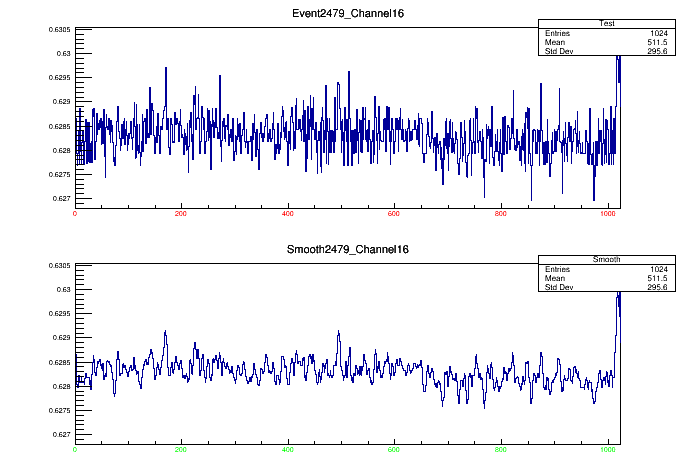 Event2479_Channel16
Test
Entries 1024
Mean 511.5
Std Dev 295.6
0.6305
0.63
0.6295
0.629
0.6285
0.628
0.6275
0.627
0 200 400 600 800 1000
Smooth2479_Channel16
Smooth
Entries 1024
Mean 511.5
Std Dev 295.6
0.6305
0.63
0.6295
0.629
0.6285
0.628
0.6275
0.627
0 200 400 600 800 1000